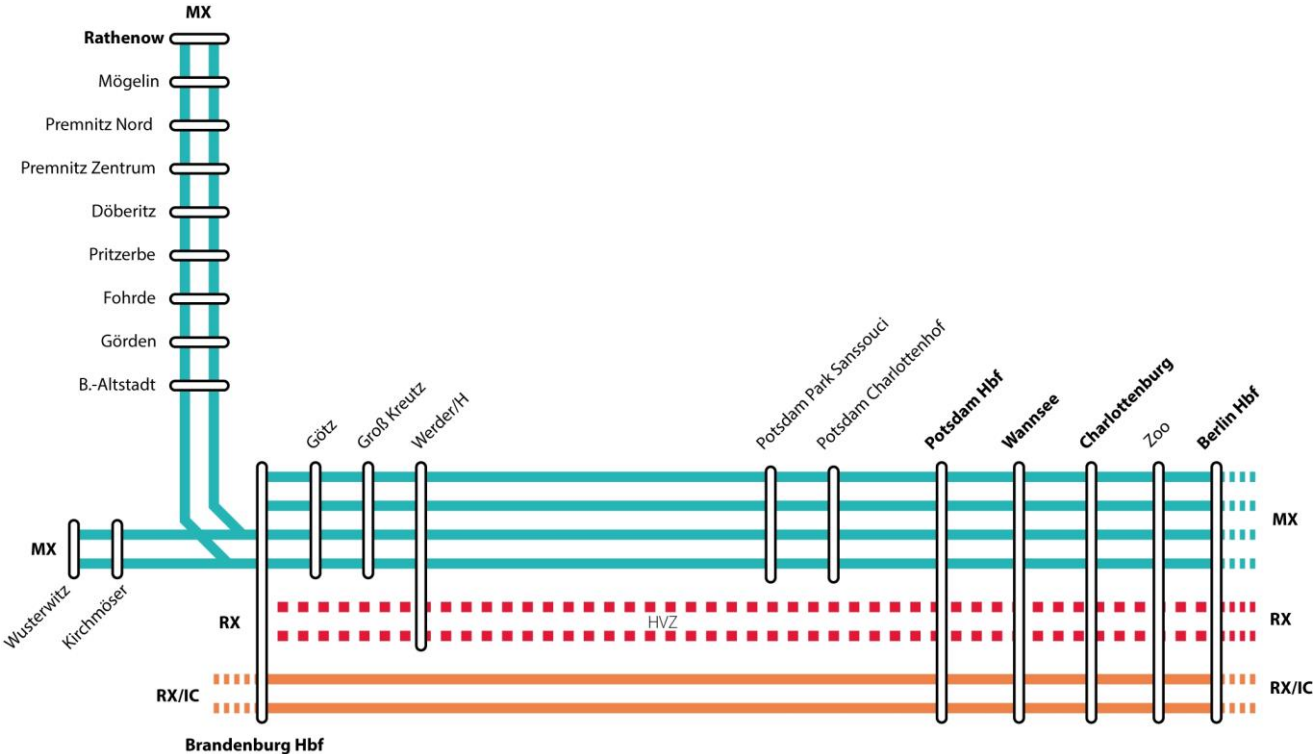 MX
Rathenow
Mögelin
Premnitz Nord
Premnitz Zentrum
Döberitz
Pritzerbe
Fohrde
Görden
B.-Altstadt
Götz
Groß Kreutz
Werder/H
Potsdam Park Sanssouci
Potsdam Charlottenhof
Potsdam Hbf
Wannsee
Charlottenburg
Zoo
Berlin Hbf
MX
MX
Wusterwitz
Kirchmöser
RX
HVZ
RX
RX/IC
RX/IC
Brandenburg Hbf